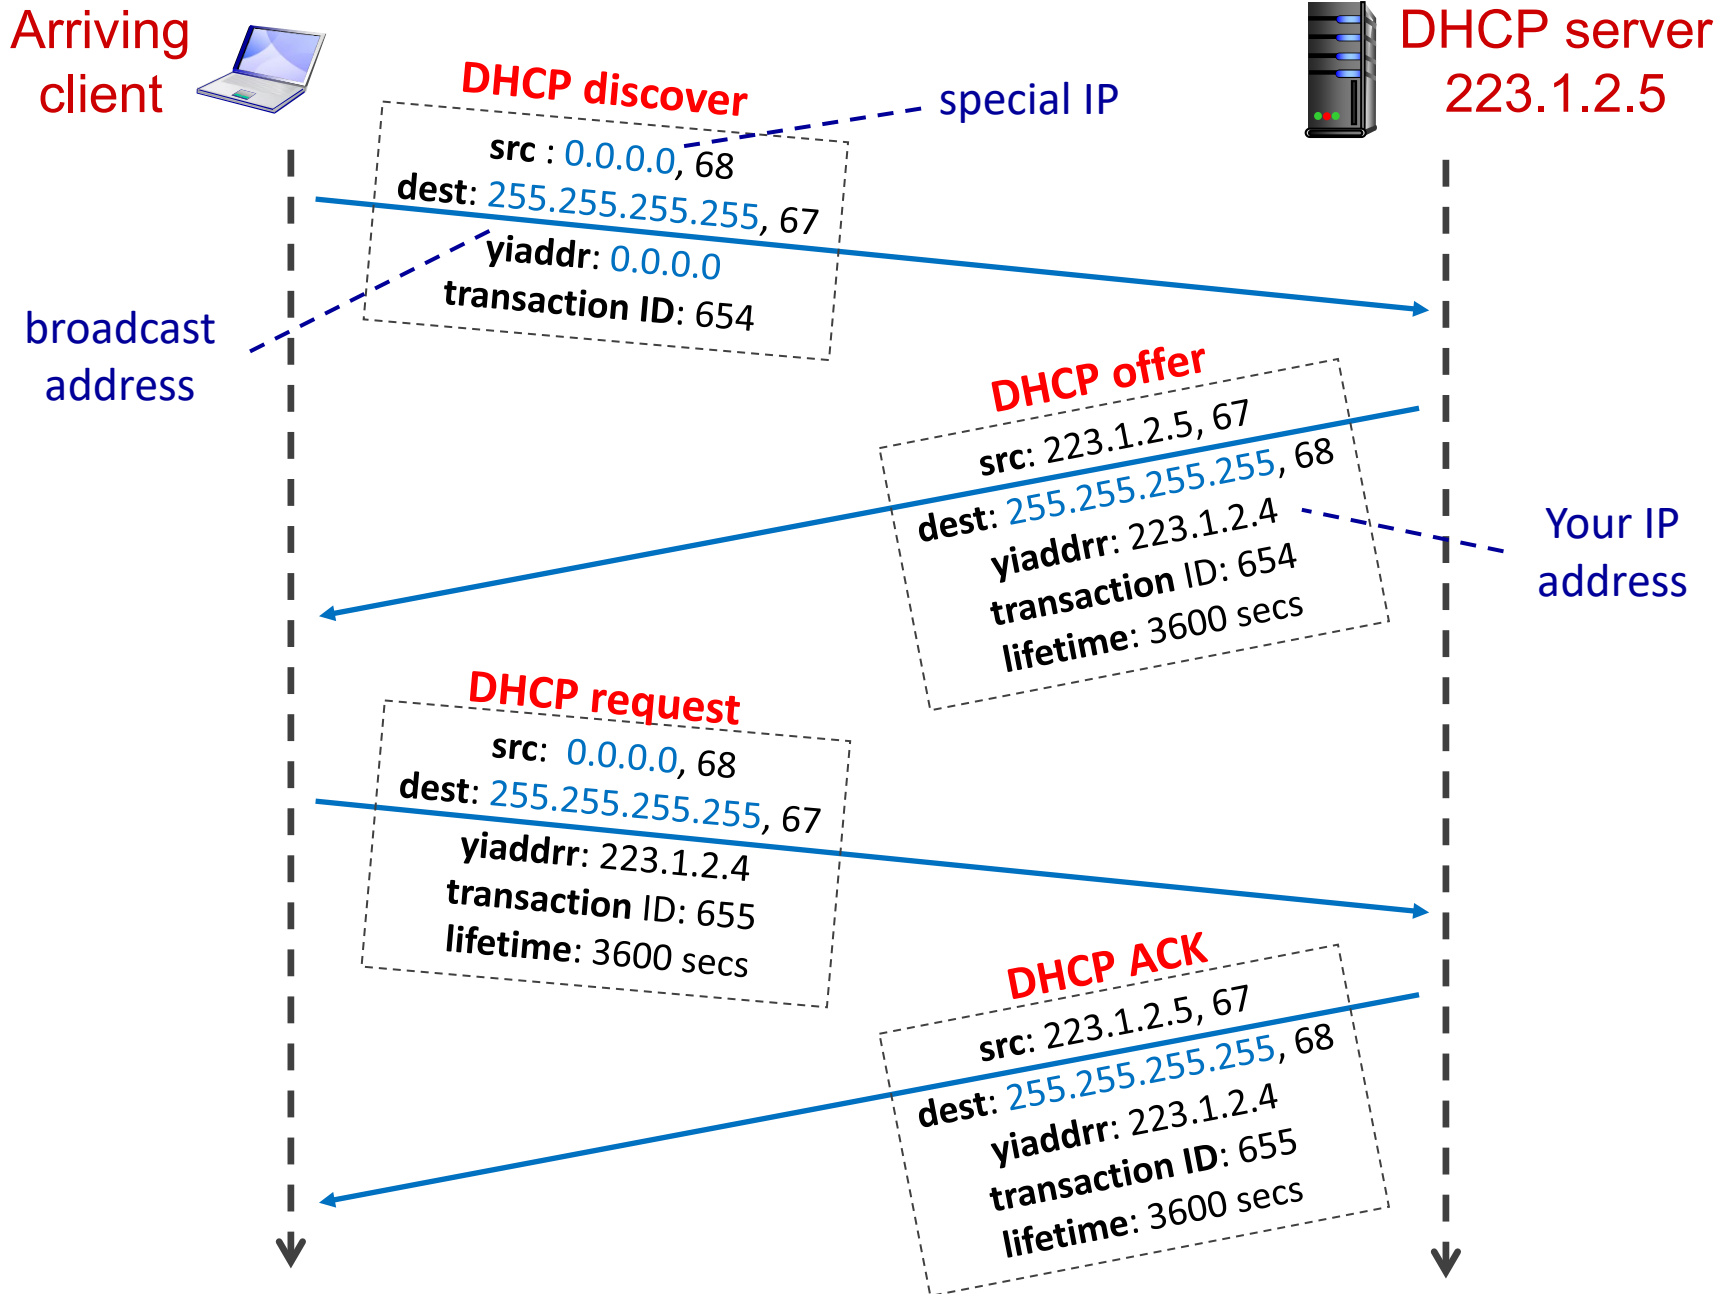 Arriving
client
DHCP server
223.1.2.5
DHCP discover
special IP
src : 0.0.0.0, 68
dest: 255.255.255.255, 67
yiaddr: 0.0.0.0
transaction ID: 654
broadcast
address
DHCP offer
src: 223.1.2.5, 67
dest: 255.255.255.255, 68
yiaddrr: 223.1.2.4
transaction ID: 654
lifetime: 3600 secs
Your IP
address
DHCP request
src: 0.0.0.0, 68
dest: 255.255.255.255, 67
yiaddrr: 223.1.2.4
transaction ID: 655
lifetime: 3600 secs
DHCP ACK
src: 223.1.2.5, 67
dest: 255.255.255.255, 68
yiaddrr: 223.1.2.4
transaction ID: 655
lifetime: 3600 secs